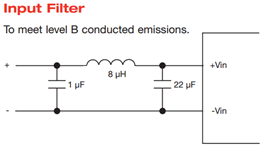 Input Filter
To meet level B conducted emissions.
+
+Vin
8 μH
1 μF
22 μF
-
-Vin